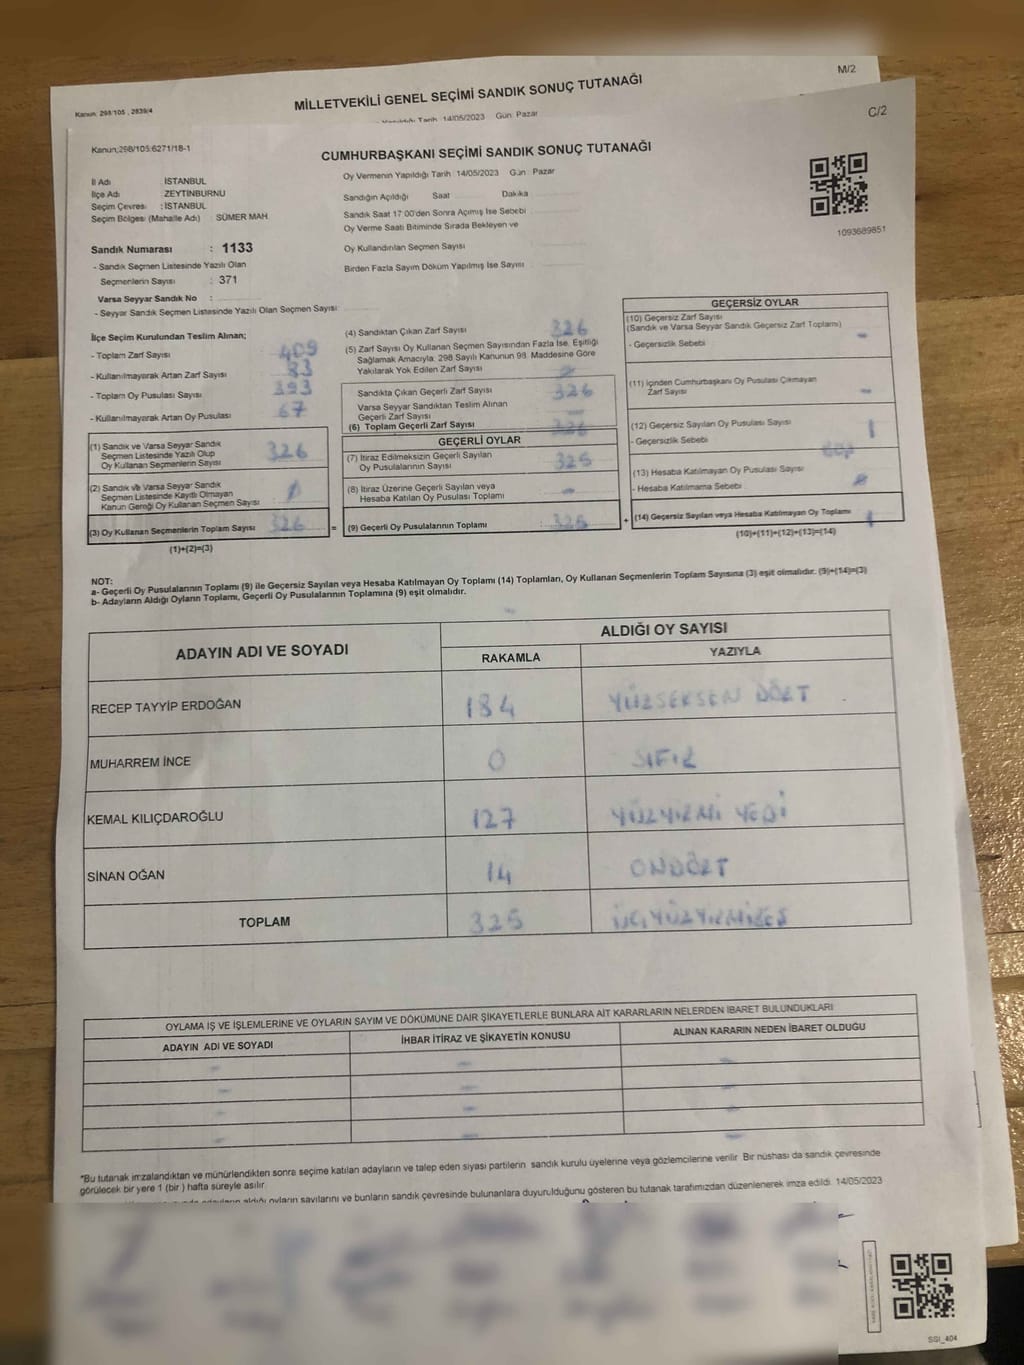 M/2
Kanun: 298/105 , 2839/4
MİLLETVEKİLİ GENEL SEÇİMİ SANDIK SONUÇ TUTANAĞI
Tarih 14/05/2023 Gün: Pazar
C/2
Kanun:298/105:6271/18-1
CUMHURBAŞKANI SEÇİMİ SANDIK SONUÇ TUTANAĞI
Oy Vermenin Yapıldığı Tarih 14/05/2023 Gün Pazar
İl Adı : İSTANBUL
İlçe Adı : ZEYTİNBURNU
Seçim Çevresi : İSTANBUL
Seçim Bölgesi (Mahalle Adı) : SÜMER MAH.
Sandığın Açıldığı Saat Dakika
Sandık Saat 17:00'den Sonra Açılmış İse Sebebi
Oy Verme Saati Bitiminde Sırada Bekleyen ve
Oy Kullandırılan Seçmen Sayısı
Birden Fazla Sayım Döküm Yapılmış İse Sayısı
1093689851
Sandık Numarası : 1133
- Sandık Seçmen Listesinde Yazılı Olan
Seçmenlerin Sayısı : 371
Varsa Seyyar Sandık No :
- Seyyar Sandık Seçmen Listesinde Yazılı Olan Seçmen Sayısı:
İlçe Seçim Kurulundan Teslim Alınan;
- Toplam Zarf Sayısı 409
- Kullanılmayarak Artan Zarf Sayısı 83
- Toplam Oy Pusulası Sayısı 393
- Kullanılmayarak Artan Oy Pusulası 67
(1) Sandık ve Varsa Seyyar Sandık
Seçmen Listesinde Yazılı Olup
Oy Kullanan Seçmenlerin Sayısı 326
(2) Sandık ve Varsa Seyyar Sandık
Seçmen Listesinde Kayıtlı Olmayan
Kanun Gereği Oy Kullanan Seçmen Sayısı :
(3) Oy Kullanan Seçmenlerin Toplam Sayısı 326
(1)+(2)=(3)
=
(4) Sandıktan Çıkan Zarf Sayısı 326
(5) Zarf Sayısı Oy Kullanan Seçmen Sayısından Fazla İse, Eşitliği
Sağlamak Amacıyla; 298 Sayılı Kanunun 98. Maddesine Göre
Yakılarak Yok Edilen Zarf Sayısı
Sandıkta Çıkan Geçerli Zarf Sayısı 326
Varsa Seyyar Sandıktan Teslim Alınan
Geçerli Zarf Sayısı
(6) Toplam Geçerli Zarf Sayısı 326
GEÇERLİ OYLAR
(7) İtiraz Edilmeksizin Geçerli Sayılan
Oy Pusulalarının Sayısı 325
(8) İtiraz Üzerine Geçerli Sayılan veya
Hesaba Katılan Oy Pusulası Toplamı -
(9) Geçerli Oy Pusulalarının Toplamı : 325
+
GEÇERSİZ OYLAR
(10) Geçersiz Zarf Sayısı
(Sandık ve Varsa Seyyar Sandık Geçersiz Zarf Toplamı)
- Geçersizlik Sebebi -
(11) İçinden Cumhurbaşkanı Oy Pusulası Çıkmayan
Zarf Sayısı -
(12) Geçersiz Sayılan Oy Pusulası Sayısı 1
- Geçersizlik Sebebi
(13) Hesaba Katılmayan Oy Pusulası Sayısı
- Hesaba Katılmama Sebebi
(14) Geçersiz Sayılan veya Hesaba Katılmayan Oy Toplamı 1
(10)+(11)+(12)+(13)=(14)
NOT:
a- Geçerli Oy Pusulalarının Toplamı (9) ile Geçersiz Sayılan veya Hesaba Katılmayan Oy Toplamı (14) Toplamları, Oy Kullanan Seçmenlerin Toplam Sayısına (3) eşit olmalıdır. (9)+(14)=(3)
b- Adayların Aldığı Oyların Toplamı, Geçerli Oy Pusulalarının Toplamına (9) eşit olmalıdır.
ADAYIN ADI VE SOYADI
ALDIĞI OY SAYISI
RAKAMLA YAZIYLA
RECEP TAYYİP ERDOĞAN 184 YÜZSEKSEN DÖRT
MUHARREM İNCE 0 SIFIR
KEMAL KILIÇDAROĞLU 127 YÜZYİRMİ YEDİ
SİNAN OĞAN 14 ONDÖRT
TOPLAM 325 ÜÇYÜZYİRMİBEŞ
OYLAMA İŞ VE İŞLEMLERİNE VE OYLARIN SAYIM VE DÖKÜMÜNE DAİR ŞİKAYETLERLE BUNLARA AİT KARARLARIN NELERDEN İBARET BULUNDUKLARI
ADAYIN ADI VE SOYADI İHBAR İTİRAZ VE ŞİKAYETİN KONUSU ALINAN KARARIN NEDEN İBARET OLDUĞU
- - -
- - -
- - -
- - -
*Bu tutanak imzalandıktan ve mühürlendikten sonra seçime katılan adayların ve talep eden siyasi partilerin sandık kurulu üyelerine veya gözlemcilerine verilir. Bir nüshası da sandık çevresinde
görülecek bir yere 1 (bir ) hafta süreyle asılır.
aldığı oyların sayılarını ve bunların sandık çevresinde bulunanlara duyurulduğunu gösteren bu tutanak tarafımızdan düzenlenerek imza edildi. 14/05/2023
SSI_404